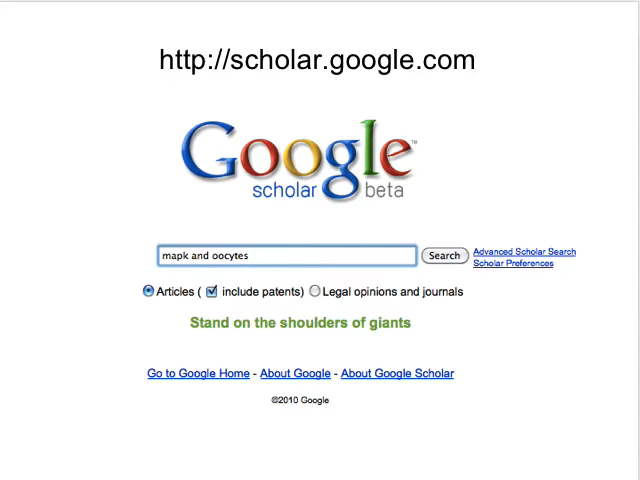 http://scholar.google.com
Google™
scholar beta
mapk and oocytes Search Advanced Scholar Search
Scholar Preferences
Articles ( include patents) Legal opinions and journals
Stand on the shoulders of giants
Go to Google Home - About Google - About Google Scholar
©2010 Google